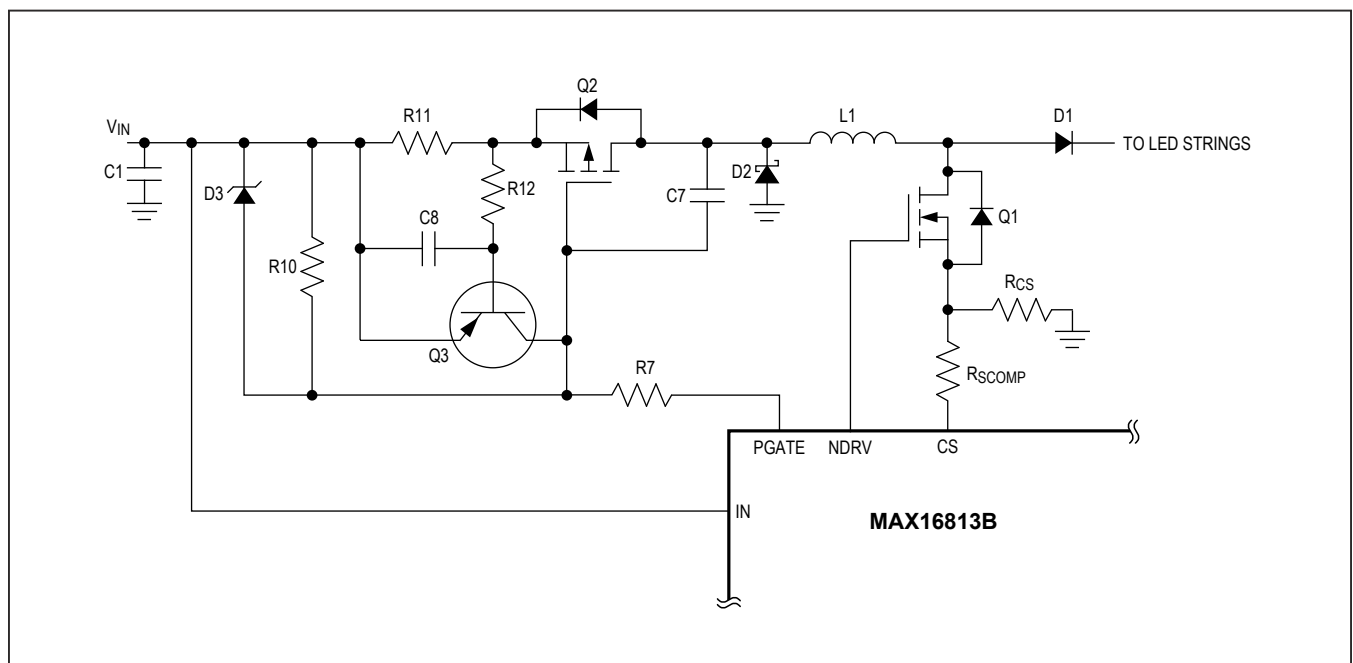 Q2
R11
L1
D1
VIN
TO LED STRINGS
C1
D2
D3
R12
C7
C8
Q1
R10
RCS
Q3
R7
RSCOMP
PGATE
NDRV
CS
IN
MAX16813B